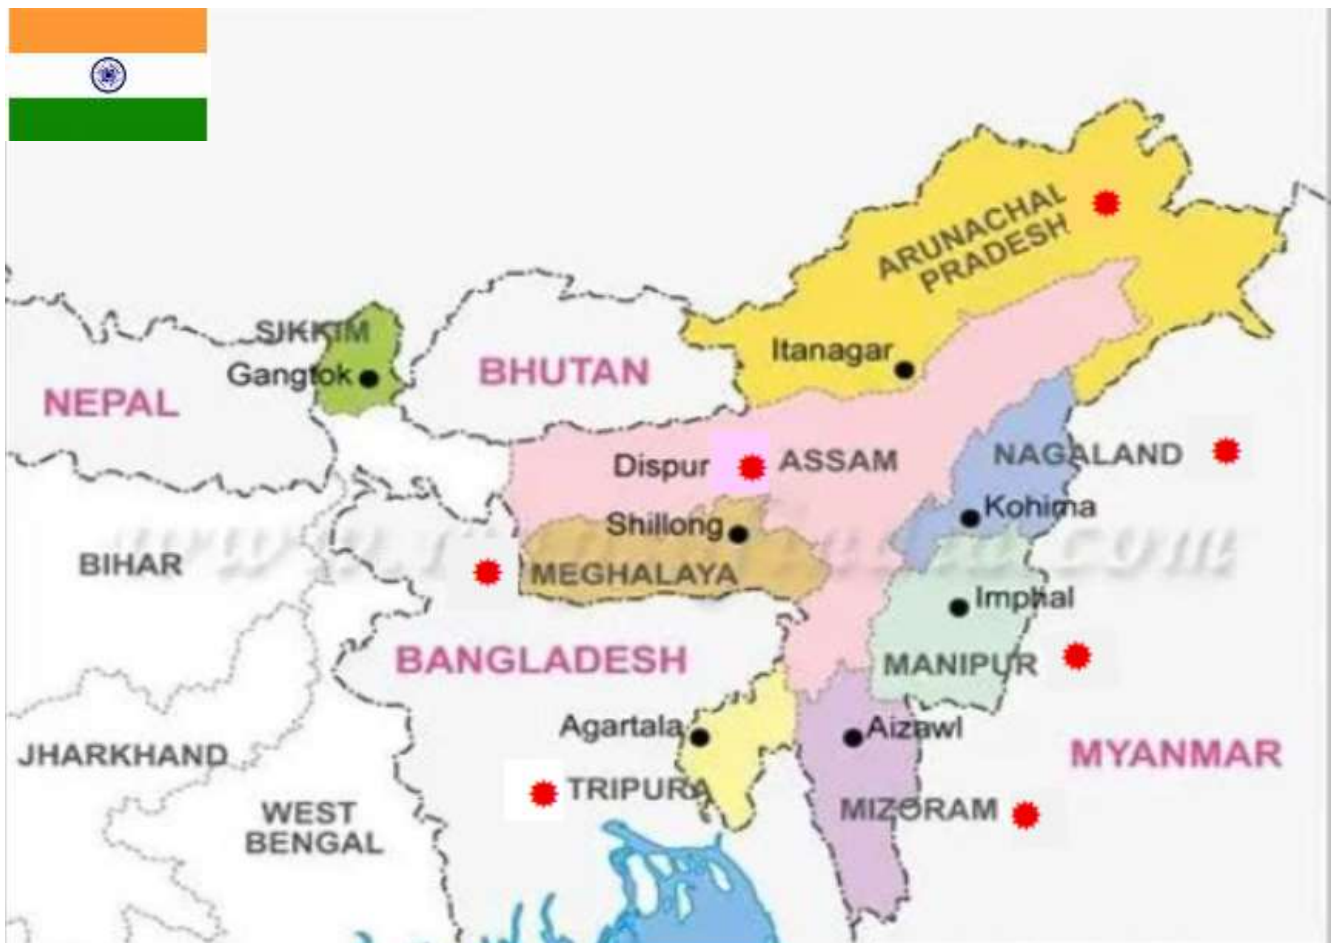 ARUNACHAL
PRADESH
SIKKIM
Gangtok
NEPAL
BHUTAN
Itanagar
Dispur
ASSAM
NAGALAND
Kohima
Shillong
MEGHALAYA
BIHAR
Imphal
BANGLADESH
MANIPUR
Agartala
Aizawl
JHARKHAND
MYANMAR
TRIPURA
MIZORAM
WEST
BENGAL